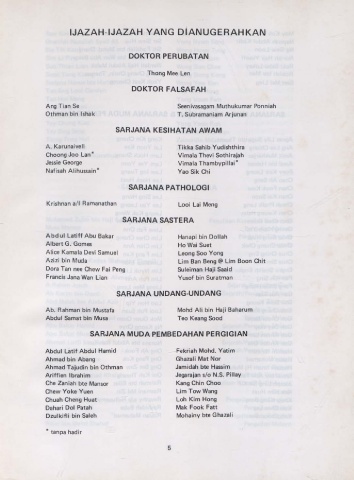 IJAZAH-IJAZAH YANG DIANUGERAHKAN
DOKTOR PERUBATAN
Thong Mee Len
DOKTOR FALSAFAH
Ang Tian Se
Othman bin Ishak
Seenivasagam Muthukumar Ponniah
T. Subramaniam Arjunan
SARJANA KESIHATAN AWAM
A. Karunaiveli
Cheong Joo Lan*
Jessie George
Nafisah Alihussain*
Tikka Sahib Yudishthira
Vimala Thevi Sothirajah
Vimala Thambypillai*
Yao Sik Chi
SARJANA PATHOLOGI
Krishnan a/l Ramanathan
Looi Lai Meng
SARJANA SASTERA
Abdul Latiff Abu Bakar
Albert G. Gomes
Alice Kamala Devi Samual
Azizi bin Muda
Dora Tan nee Chew Fai Peng
Francis Jana Wan Lian
Hanapi bin Dollah
Ho Wai Suet
Leong Soo Yong
Lim Ban Beng @ Lim Boon Chit
Suleiman Haji Saaid
Yusof bin Suratman
SARJANA UNDANG-UNDANG
Ab. Rahman bin Mustafa
Abdul Samat bin Musa
Mohd Ali bin Haji Baharum
Teo Keang Sood
SARJANA MUDA PEMBEDAHAN PERGIGIAN
Abdul Latif Abdul Hamid
Ahmad bin Abang
Ahmad Tajudin bin Othman
Ariffien Ibrahim
Che Zaniah bte Mansor
Chew Yoke Yuen
Chuah Cheng Huat
Dahari Dol Patah
Dzulkifli bin Saleh
Fekriah Mohd. Yatim
Ghazali Mat Nor
Jamidah bte Hassim
Jegarajan s/o N.S. Pilley
Kang Chin Choo
Lim Tow Wang
Loh Kim Hong
Mak Fook Fatt
Mohainy bte Ghazali
* tanpa hadir
8